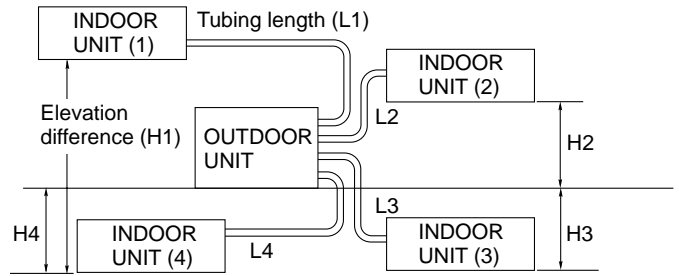 INDOOR
UNIT (1)
Tubing length (L1)
INDOOR
UNIT (2)
L2
Elevation
difference (H1)
OUTDOOR
UNIT
H2
L3
H4
INDOOR
UNIT (4)
L4
INDOOR
UNIT (3)
H3